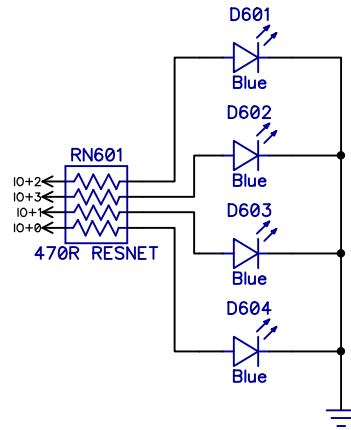 D601
Blue
D602
RN601
Blue
IO+2
IO+3
IO+1
IO+0
D603
470R RESNET
Blue
D604
Blue